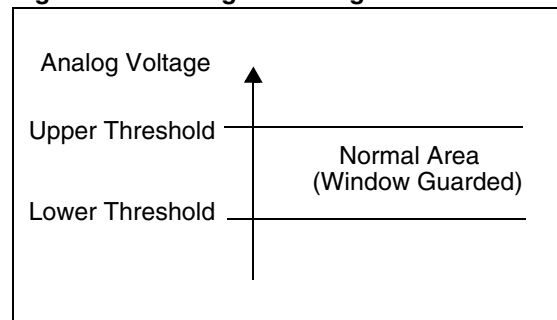 Analog Voltage
Upper Threshold
Normal Area
(Window Guarded)
Lower Threshold